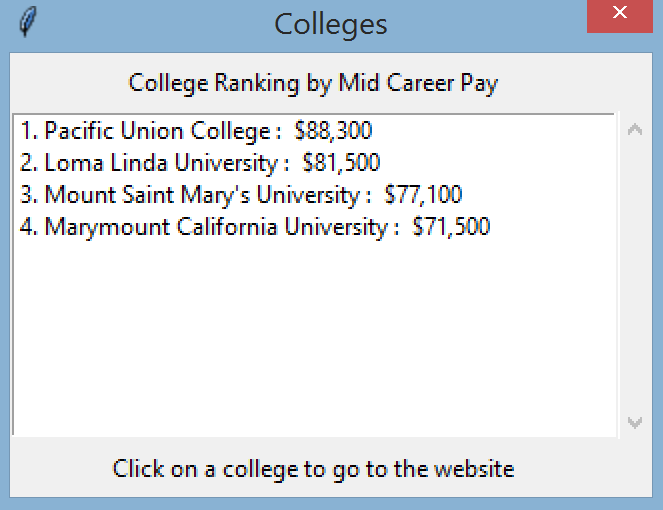 Colleges
College Ranking by Mid Career Pay
1. Pacific Union College :  $88,300
2. Loma Linda University :  $81,500
3. Mount Saint Mary's University :  $77,100
4. Marymount California University :  $71,500
Click on a college to go to the website